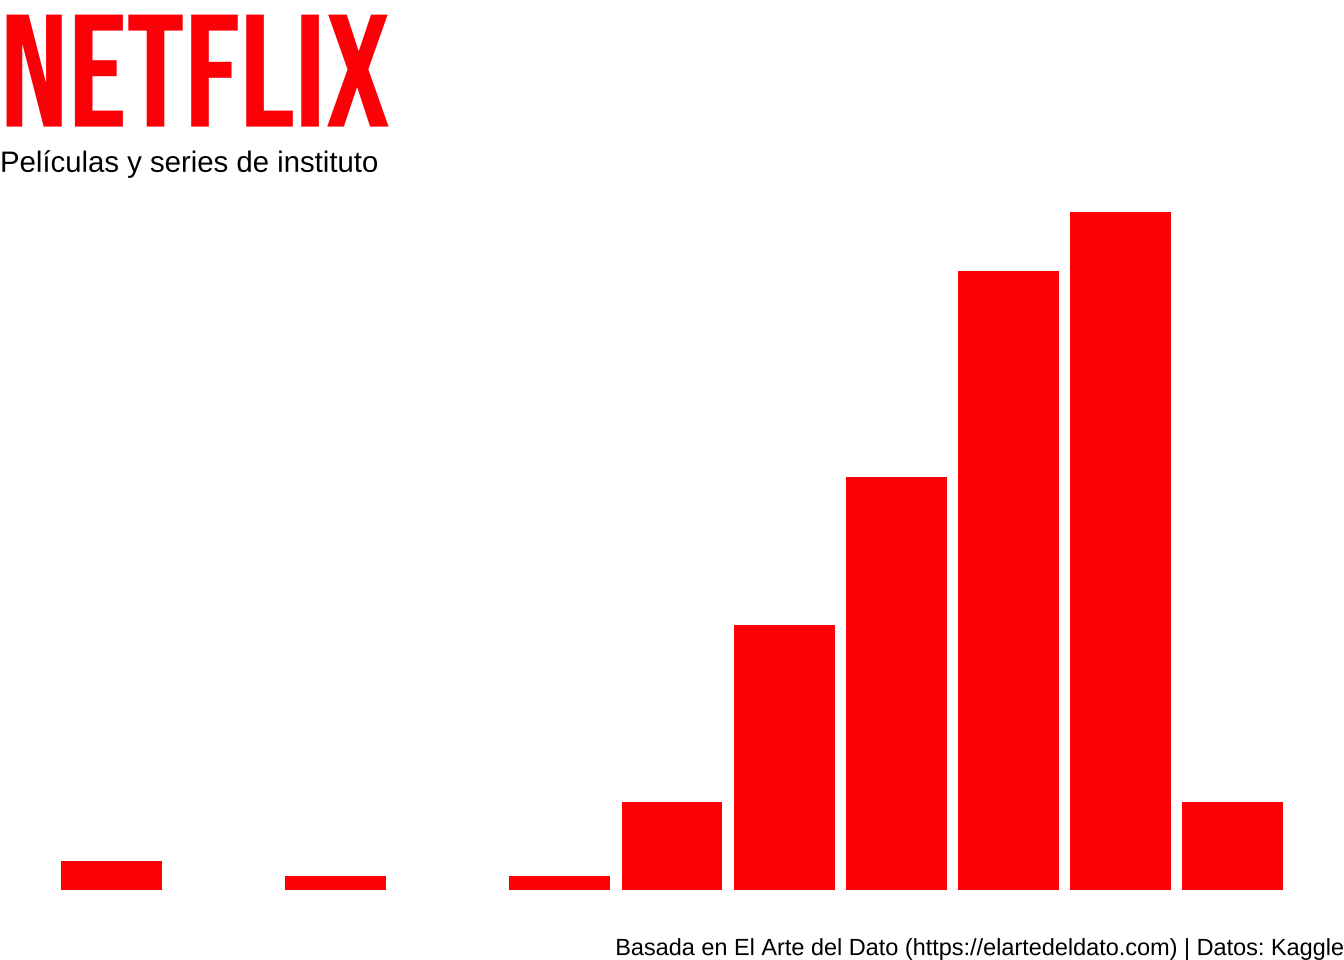 NETFLIX
Películas y series de instituto
Basada en El Arte del Dato (https://elartedeldato.com) | Datos: Kaggle